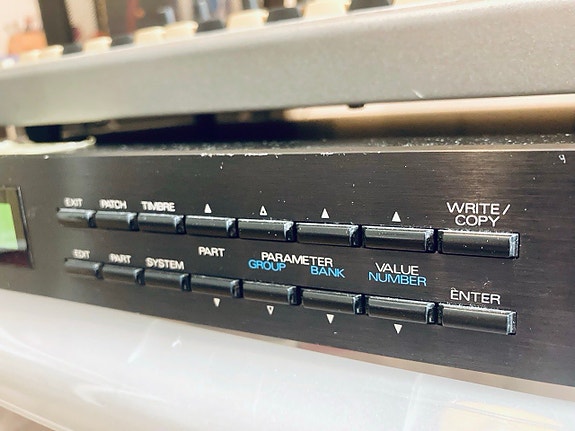 EXIT PATCH TIMBRE
WRITE/
COPY
EDIT PART SYSTEM PART PARAMETER VALUE
GROUP BANK NUMBER
ENTER